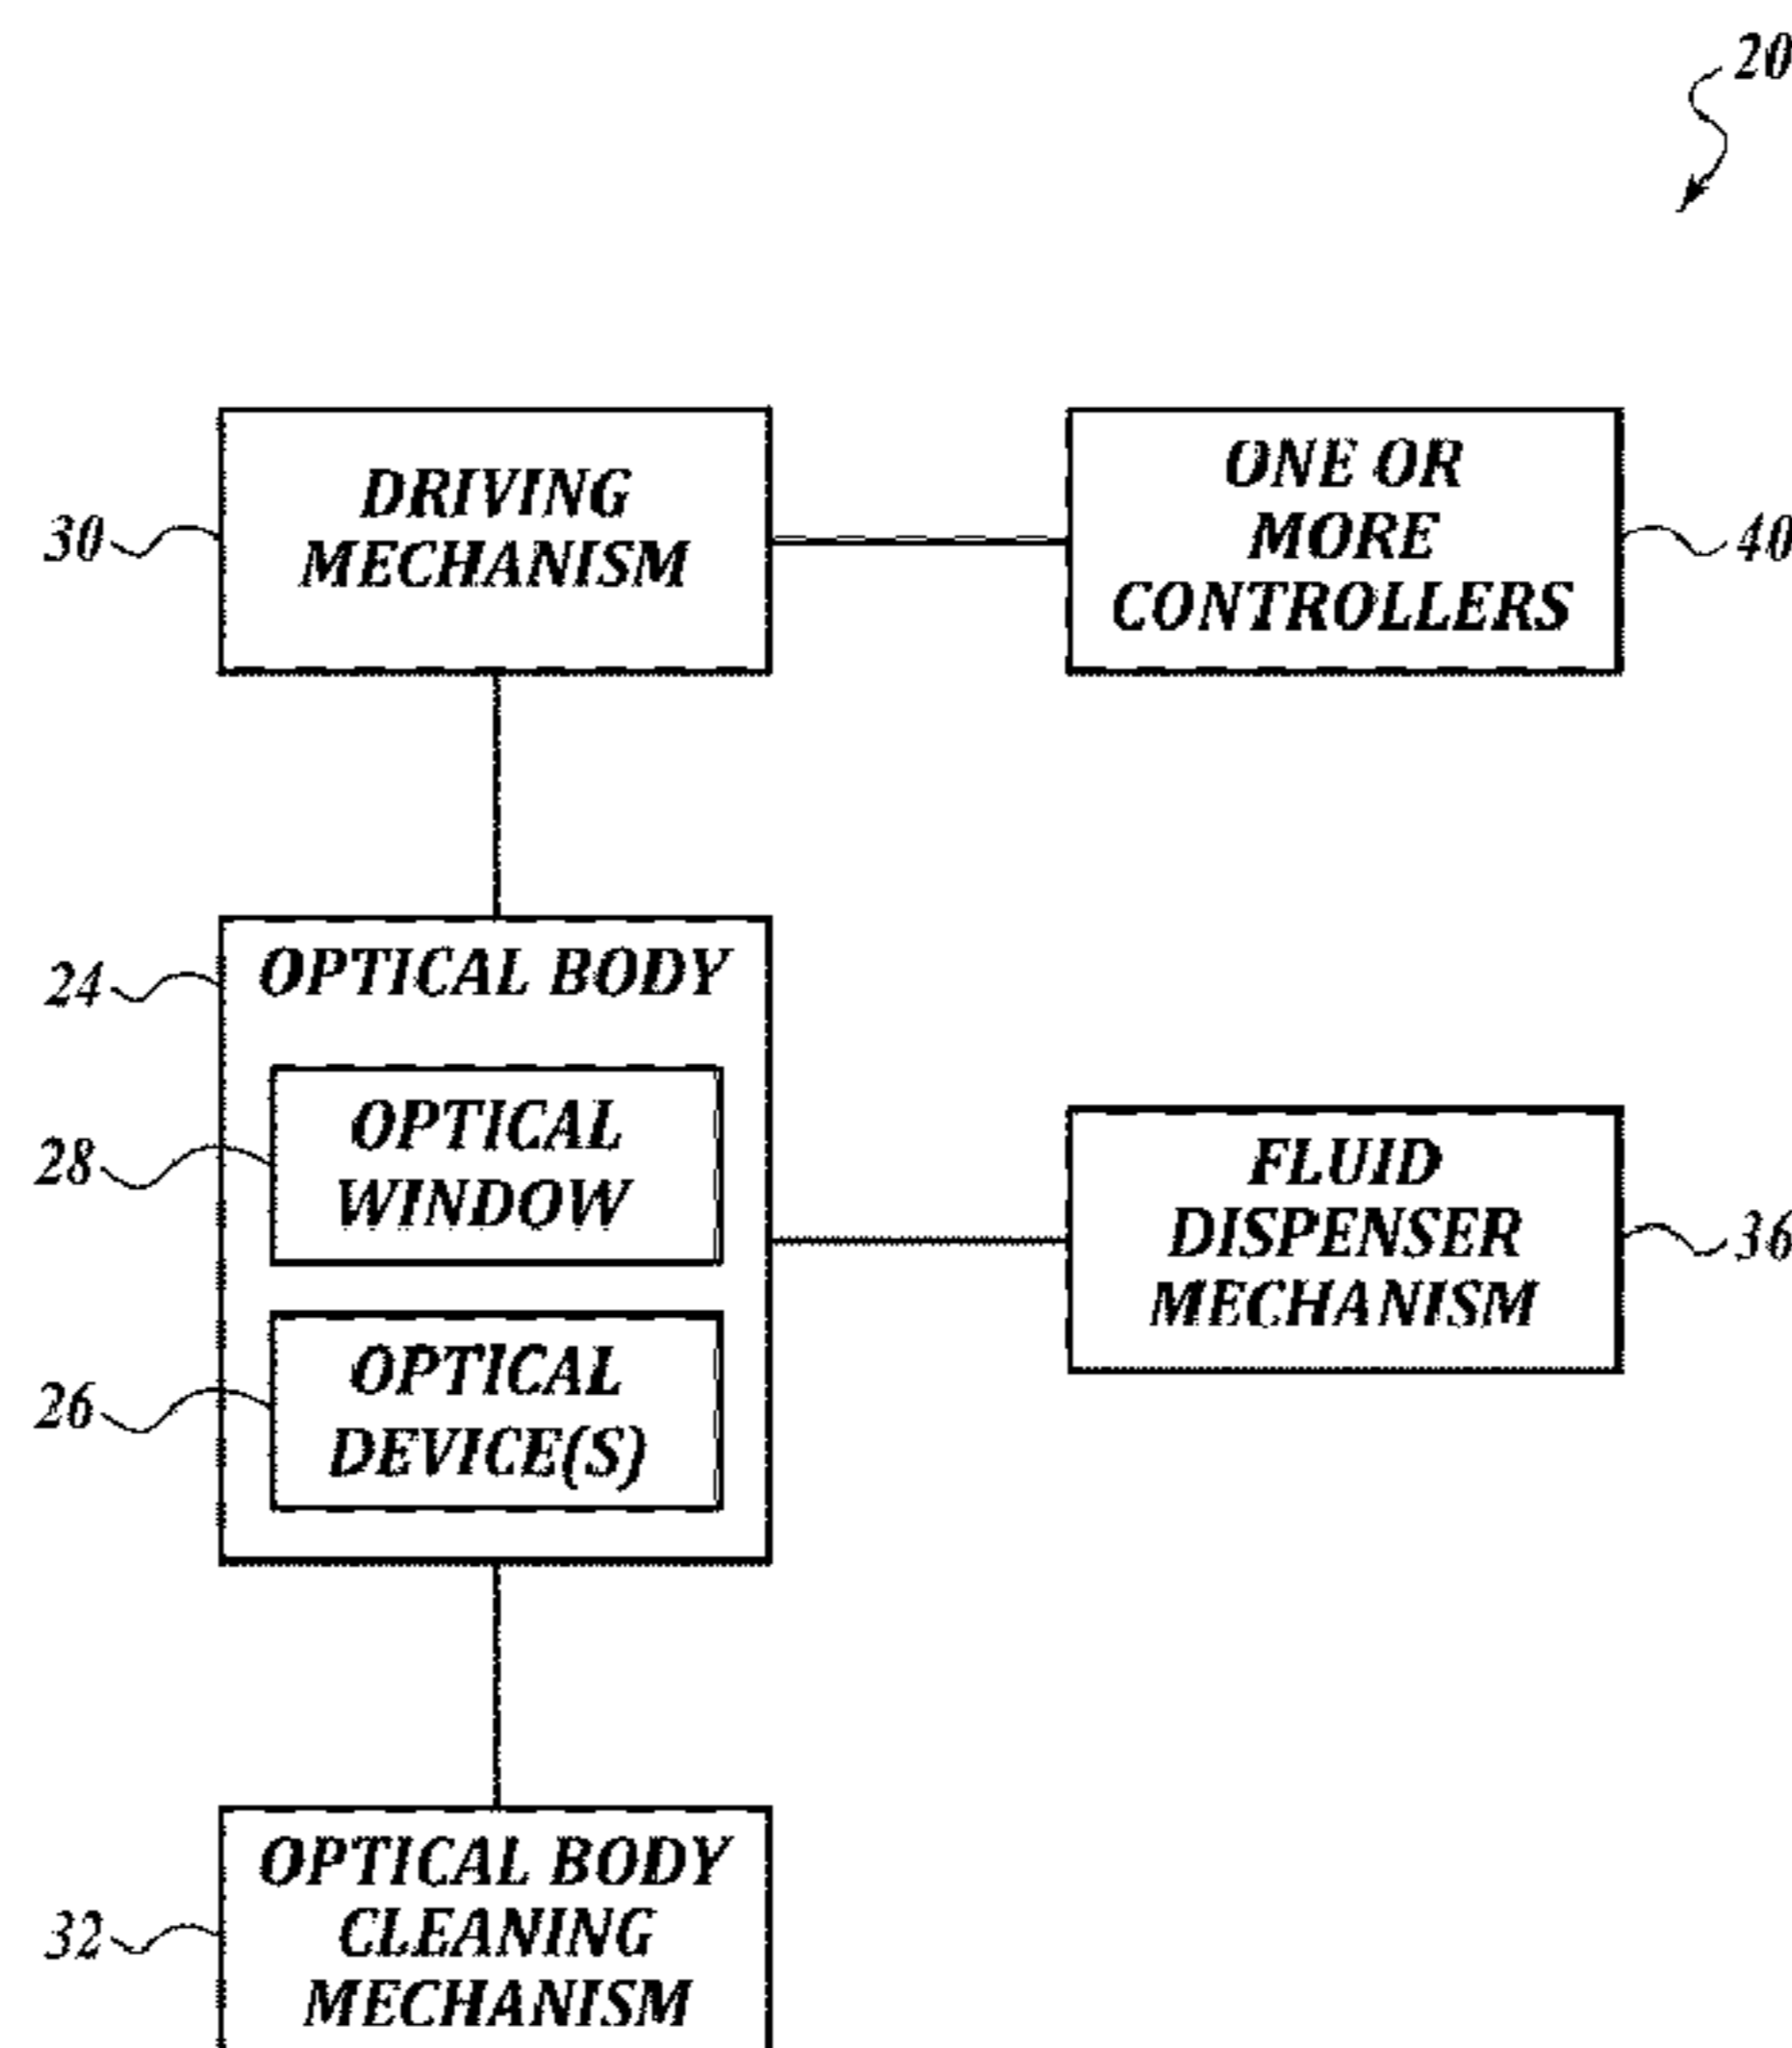 20
DRIVING
MECHANISM
30
ONE OR
MORE
CONTROLLERS
40
OPTICAL BODY
24
OPTICAL
WINDOW
28
OPTICAL
DEVICE(S)
26
FLUID
DISPENSER
MECHANISM
36
OPTICAL BODY
CLEANING
MECHANISM
32